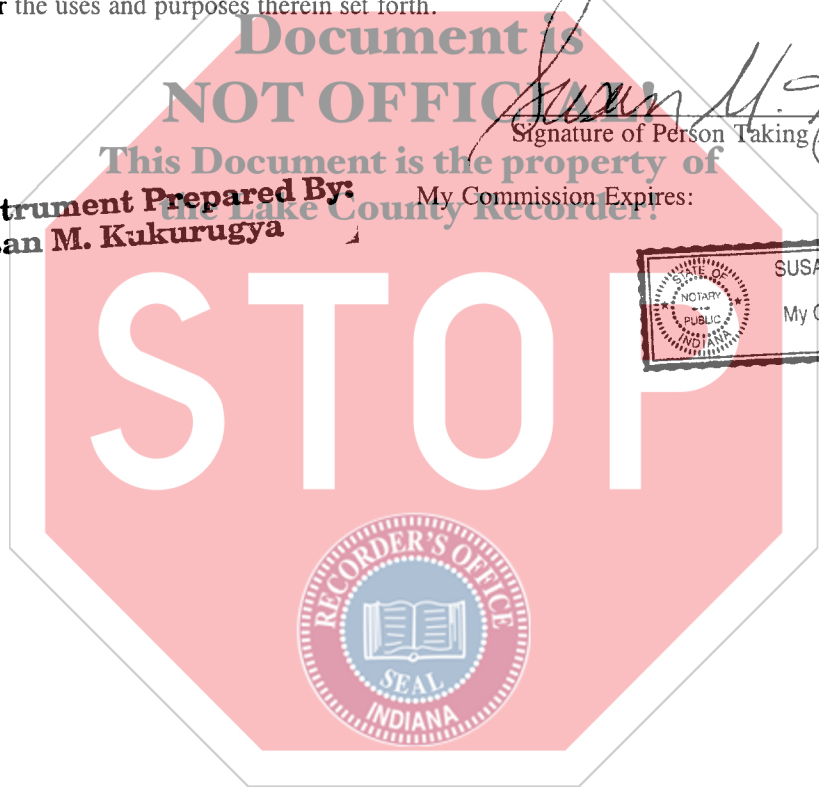 r the uses and purposes therein set forth.
Document is
NOT OFFICIAL!
Susan M.
Signature of Person Taking
This Document is the property of
the Lake County Recorder!
trument Prepared By:
an M. Kukurugya
My Commission Expires:
STATE OF
NOTARY
PUBLIC
INDIANA
SUSA
My C
STOP
RECORDER'S OFFICE
SEAL
INDIANA